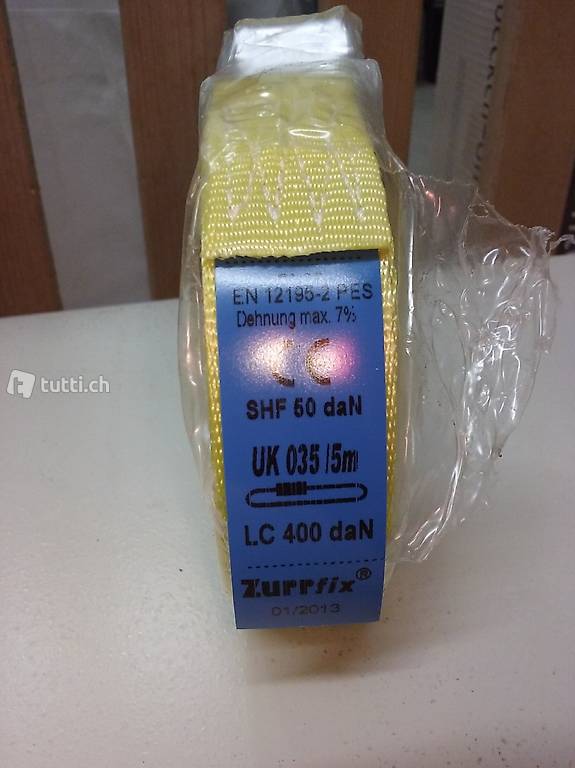 EN 12195-2 PES
Dehnung max. 7%
CE
SHF 50 daN
UK 035 /5m
LC 400 daN
Zurrfix®
01/2013
tutti.ch